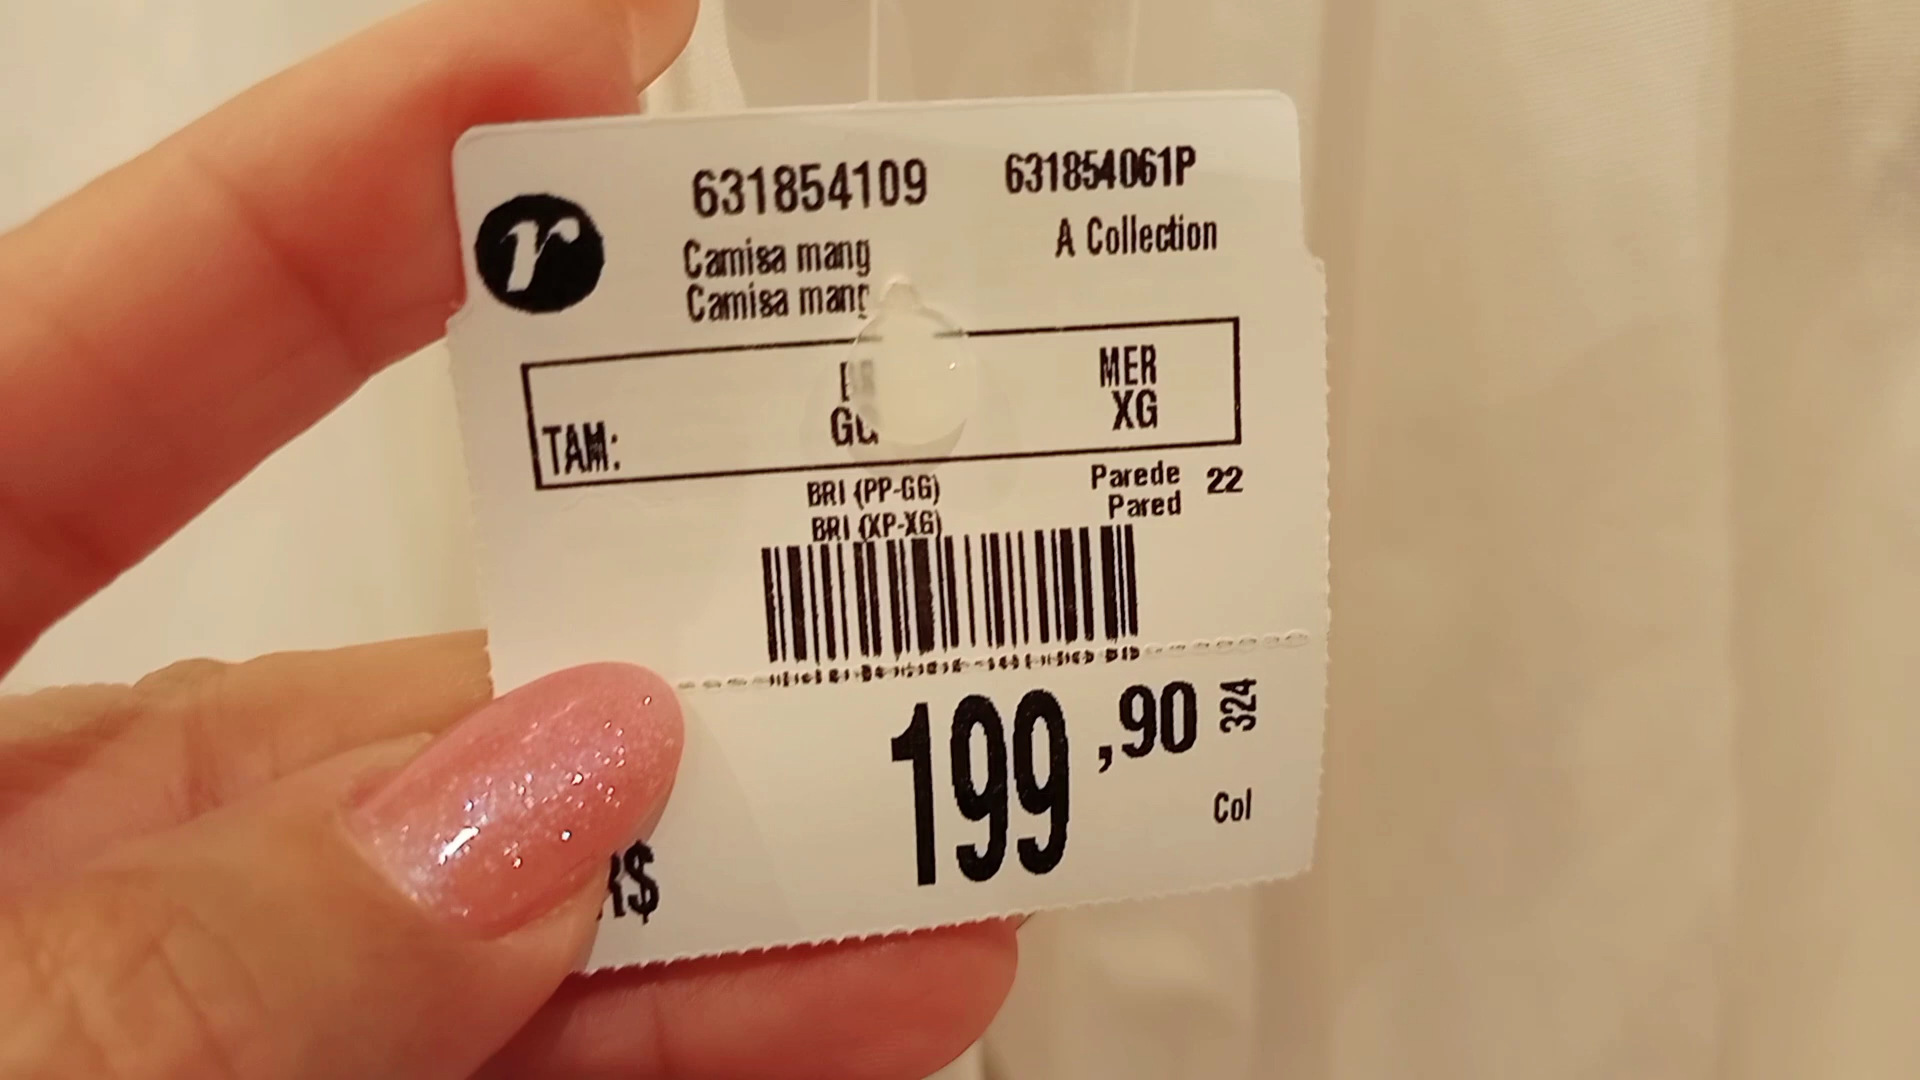 631854109 631854061P
r
A Collection
Camisa mang
Camisa mang
MER
TAM: XG
BRI (PP-GG) Parede 22
BRI (XP-XG) Pared
199,90 324
Col
R$